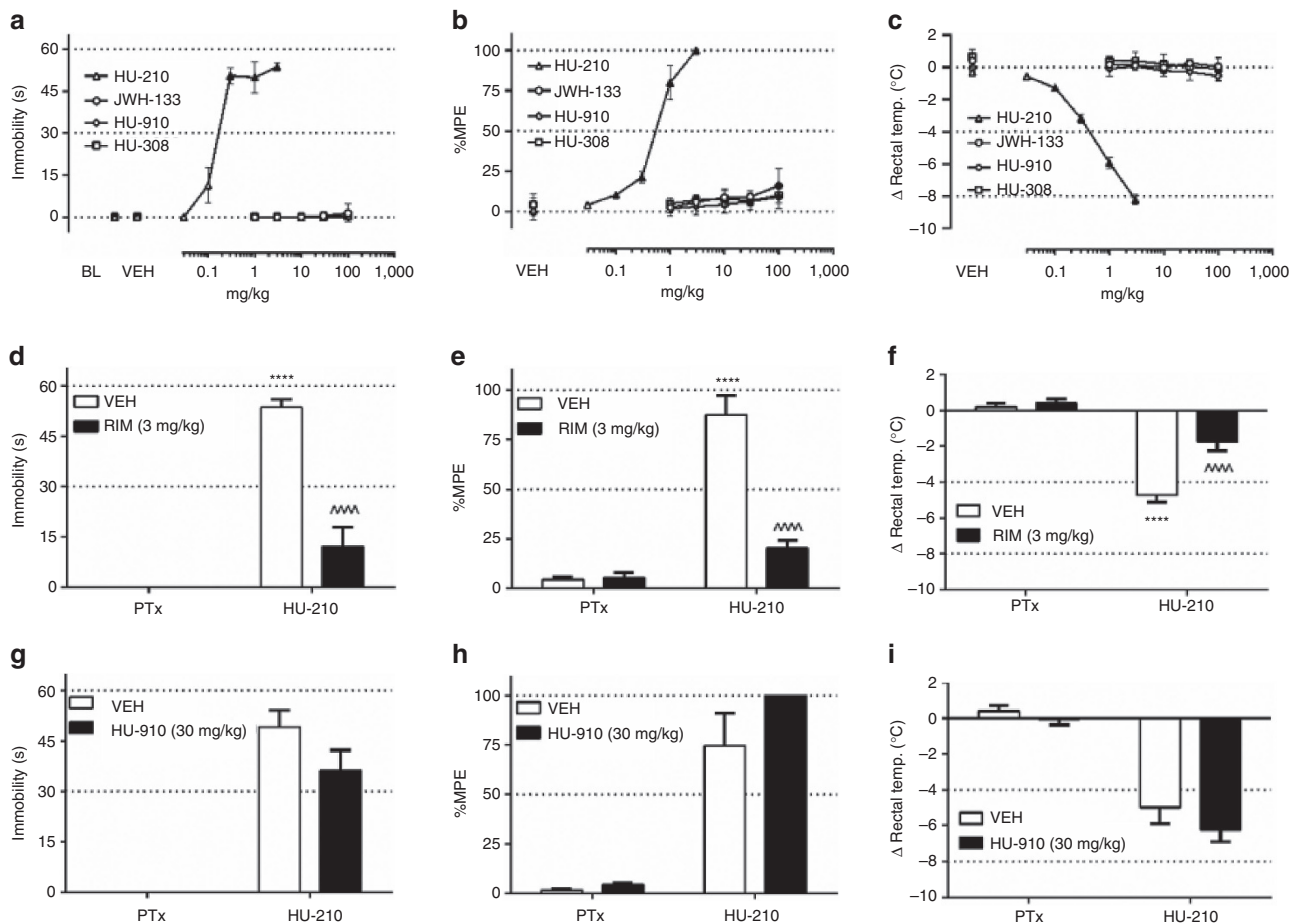 a
Immobility (s)
60
45
30
15
0
HU-210
JWH-133
HU-910
HU-308
BL VEH 0.1 1 10 100 1,000
mg/kg
b
%MPE
100
75
50
25
0
HU-210
JWH-133
HU-910
HU-308
VEH 0.1 1 10 100 1,000
mg/kg
c
Δ Rectal temp. (°C)
2
0
–2
–4
–6
–8
–10
HU-210
JWH-133
HU-910
HU-308
VEH 0.1 1 10 100 1,000
mg/kg
d
Immobility (s)
60
45
30
15
0
VEH
RIM (3 mg/kg)
****
^^^^
PTx HU-210
e
%MPE
100
75
50
25
0
VEH
RIM (3 mg/kg)
****
^^^^
PTx HU-210
f
Δ Rectal temp. (°C)
2
0
–2
–4
–6
–8
–10
VEH
RIM (3 mg/kg)
^^^^
****
PTx HU-210
g
Immobility (s)
60
45
30
15
0
VEH
HU-910 (30 mg/kg)
PTx HU-210
h
%MPE
100
75
50
25
0
VEH
HU-910 (30 mg/kg)
PTx HU-210
i
Δ Rectal temp. (°C)
2
0
–2
–4
–6
–8
–10
VEH
HU-910 (30 mg/kg)
PTx HU-210